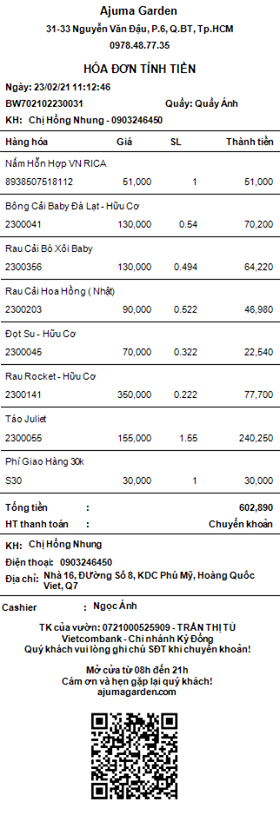 Ajuma Garden
31-33 Nguyễn Văn Đậu, P.6, Q.BT, Tp.HCM
0978.48.77.35
HÓA ĐƠN TÍNH TIỀN
Ngày: 23/02/21 11:12:46
BW702102230031 Quầy: Quầy Ánh
KH: Chị Hồng Nhung - 0903246450
Hàng hóa Giá SL Thành tiền
Nấm Hỗn Hợp VN RICA
8938507518112 51,000 1 51,000
Bông Cải Baby Đà Lạt - Hữu Cơ
2300041 130,000 0.54 70,200
Rau Cải Bó Xôi Baby
2300356 130,000 0.494 64,220
Rau Cải Hoa Hồng ( Nhật)
2300203 90,000 0.522 46,980
Đọt Su - Hữu Cơ
2300045 70,000 0.322 22,540
Rau Rocket - Hữu Cơ
2300141 350,000 0.222 77,700
Táo Juliet
2300055 155,000 1.55 240,250
Phí Giao Hàng 30k
S30 30,000 1 30,000
Tổng tiền : 602,890
HT thanh toán : Chuyển khoản
KH: Chị Hồng Nhung
Điện thoại: 0903246450
Địa chỉ: Nhà 16, ĐƯờng Số 8, KDC Phú Mỹ, Hoàng Quốc
Viet, Q7
Cashier : Ngọc Ánh
TK của vườn: 0721000525909 - TRẦN THỊ TÚ
Vietcombank - Chi nhánh Kỳ Đồng
Quý khách vui lòng ghi chú SĐT khi chuyển khoản!
Mở cửa từ 08h đến 21h
Cám ơn và hẹn gặp lại quý khách!
ajumagarden.com